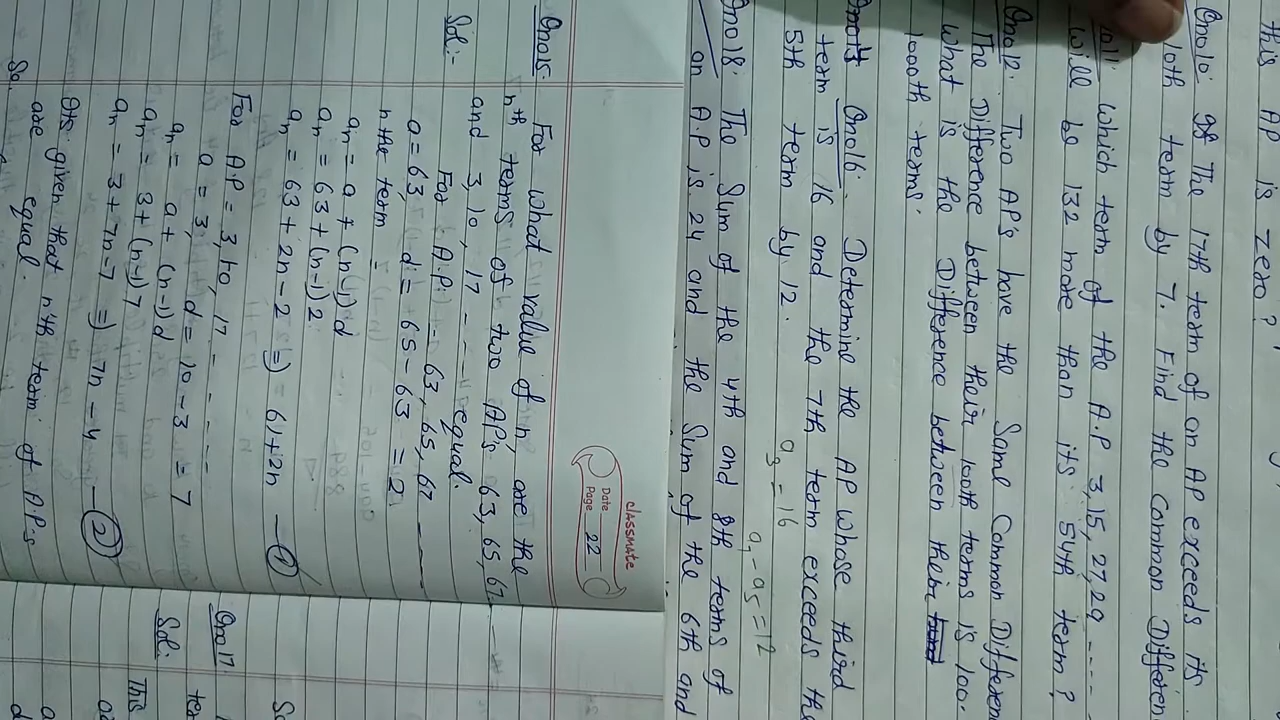 this AP is zero?
Qno10: If The 17th term of an AP exceeds its
10th term by 7. Find the Common Differen
which term of the A.P 3,15,27,29 ----
will be 132 more than its 54th term?
Qno12: Two AP's have the Same Common Differen
The Difference between their 100th terms is 100.
What is the Difference between their
1000th terms.
Qno16: Determine the AP whose third
term is 16 and the 7th term exceeds the
5th term by 12.
a3 = 16
a7 - a5 = 12
Qno18: The Sum of the 4th and 8th terms of
an A.P is 24 and the Sum of the 6th and
classmate
Date
Page 22
Qno15 For what value of n, are the
nth terms of two AP's 63, 65, 67
and 3, 10, 17 ---- equal.
Sol:- For A.P. = 63, 65, 67 ----
a = 63, d = 65 - 63 = 2
nthe term =
an = a + (n-1)d
an = 63 + (n-1)2
an = 63 + 2n - 2 => 61 + 2n — (1)
For AP = 3, 10, 17 - - - - -
a = 3, d = 10 - 3 = 7
an = a + (n-1)d
an = 3 + (n-1)7
an = 3 + 7n - 7 => 7n - 4 — (2)
its given that nth term of APs
are equal.
So
Qno17:
Sol: This